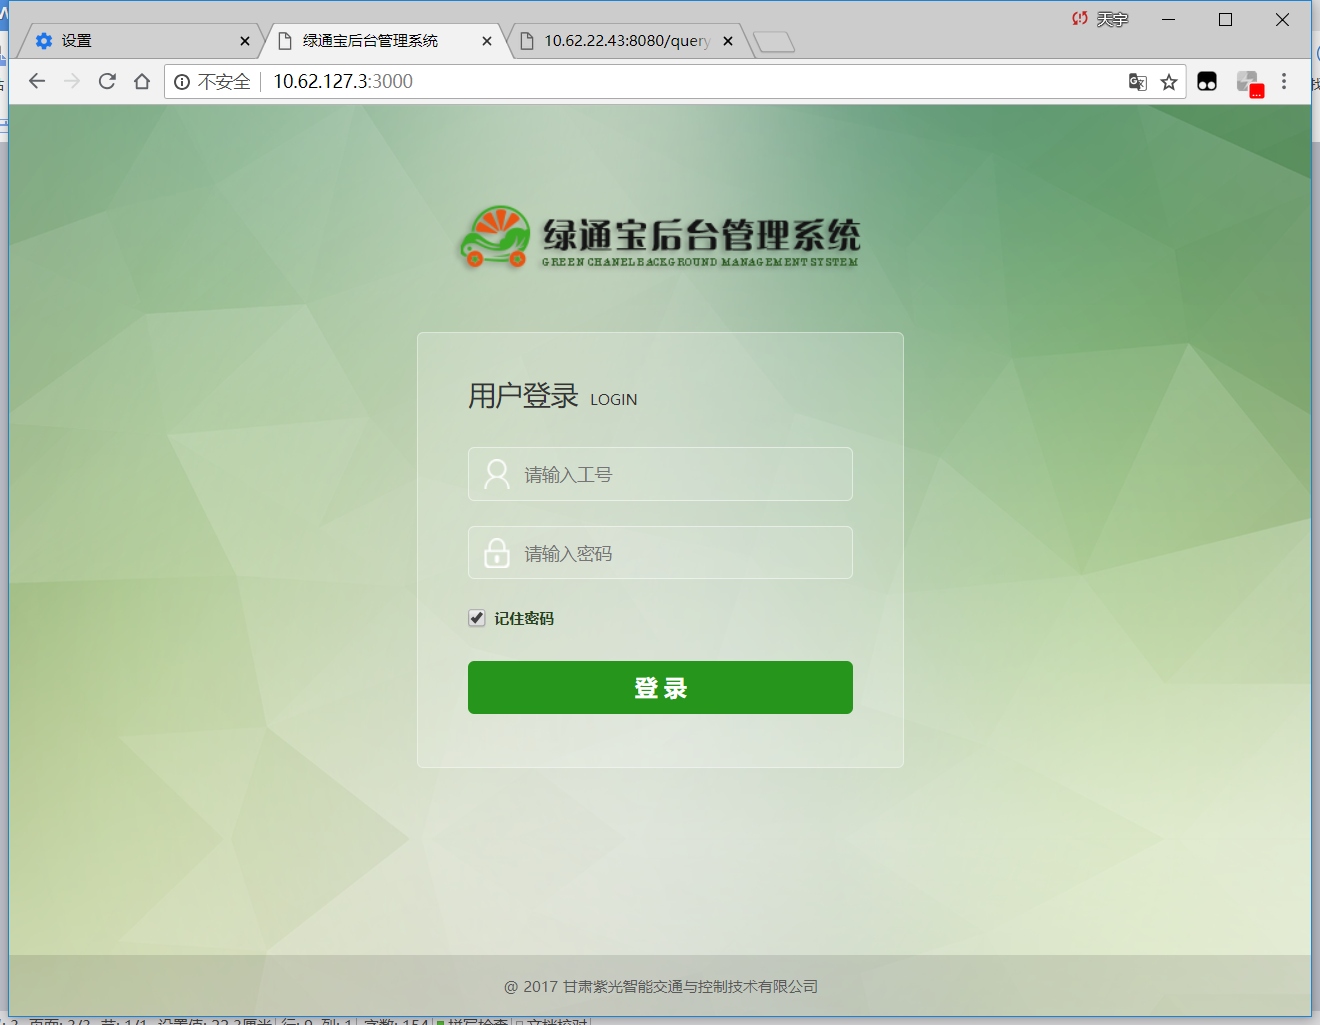 天宇
设置
绿通宝后台管理系统
10.62.22.43:8080/query
不安全
10.62.127.3:3000
绿通宝后台管理系统
GREEN CHANEL BACKGROUND MANAGEMENT SYSTEM
用户登录 LOGIN
请输入工号
请输入密码
记住密码
登 录
@ 2017 甘肃紫光智能交通与控制技术有限公司
页面: 2/2 节: 1/1 设置值: 22.2厘米 行: 9 列: 1 字数: 154 拼写检查 文档校对